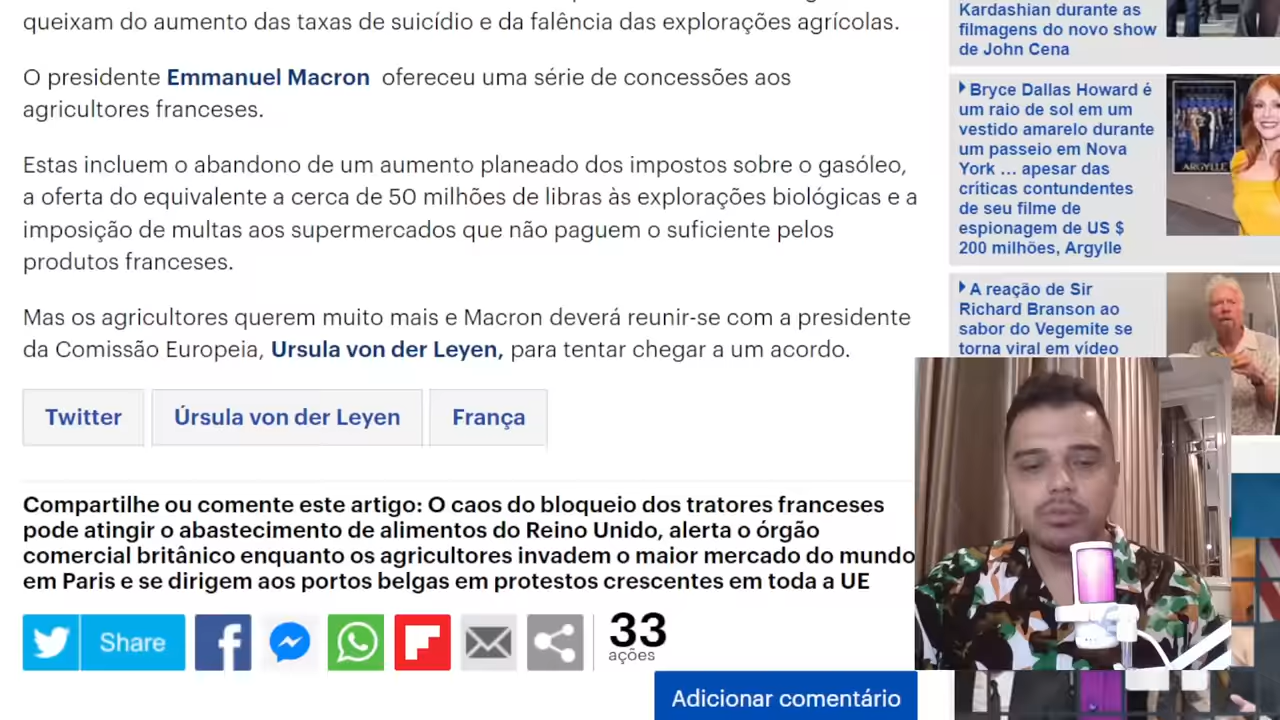 queixam do aumento das taxas de suicídio e da falência das explorações agrícolas.
O presidente Emmanuel Macron ofereceu uma série de concessões aos
agricultores franceses.
Estas incluem o abandono de um aumento planeado dos impostos sobre o gasóleo,
a oferta do equivalente a cerca de 50 milhões de libras às explorações biológicas e a
imposição de multas aos supermercados que não paguem o suficiente pelos
produtos franceses.
Mas os agricultores querem muito mais e Macron deverá reunir-se com a presidente
da Comissão Europeia, Ursula von der Leyen, para tentar chegar a um acordo.
Twitter
Úrsula von der Leyen
França
Compartilhe ou comente este artigo: O caos do bloqueio dos tratores franceses
pode atingir o abastecimento de alimentos do Reino Unido, alerta o órgão
comercial britânico enquanto os agricultores invadem o maior mercado do mundo
em Paris e se dirigem aos portos belgas em protestos crescentes em toda a UE
Share
33
ações
Adicionar comentário
Kardashian durante as
filmagens do novo show
de John Cena
Bryce Dallas Howard é
um raio de sol em um
vestido amarelo durante
um passeio em Nova
York ... apesar das
críticas contundentes
de seu filme de
espionagem de US $
200 milhões, Argylle
ARGYLLE
A reação de Sir
Richard Branson ao
sabor do Vegemite se
torna viral em vídeo